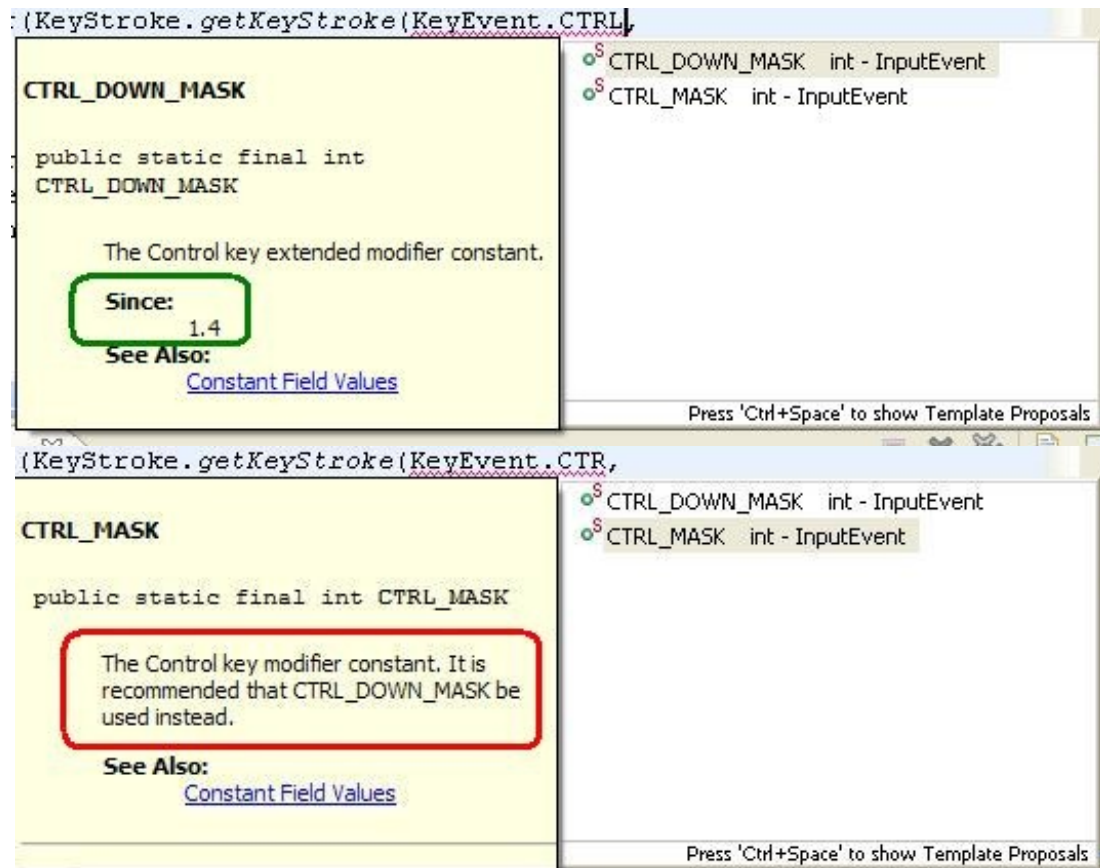 (KeyStroke.getKeyStroke(KeyEvent.CTRL,
CTRL_DOWN_MASK
public static final int
CTRL_DOWN_MASK
The Control key extended modifier constant.
Since:
1.4
See Also:
Constant Field Values
CTRL_DOWN_MASK int - InputEvent
CTRL_MASK int - InputEvent
Press 'Ctrl+Space' to show Template Proposals
(KeyStroke.getKeyStroke(KeyEvent.CTR,
CTRL_MASK
public static final int CTRL_MASK
The Control key modifier constant. It is
recommended that CTRL_DOWN_MASK be
used instead.
See Also:
Constant Field Values
CTRL_DOWN_MASK int - InputEvent
CTRL_MASK int - InputEvent
Press 'Ctrl+Space' to show Template Proposals